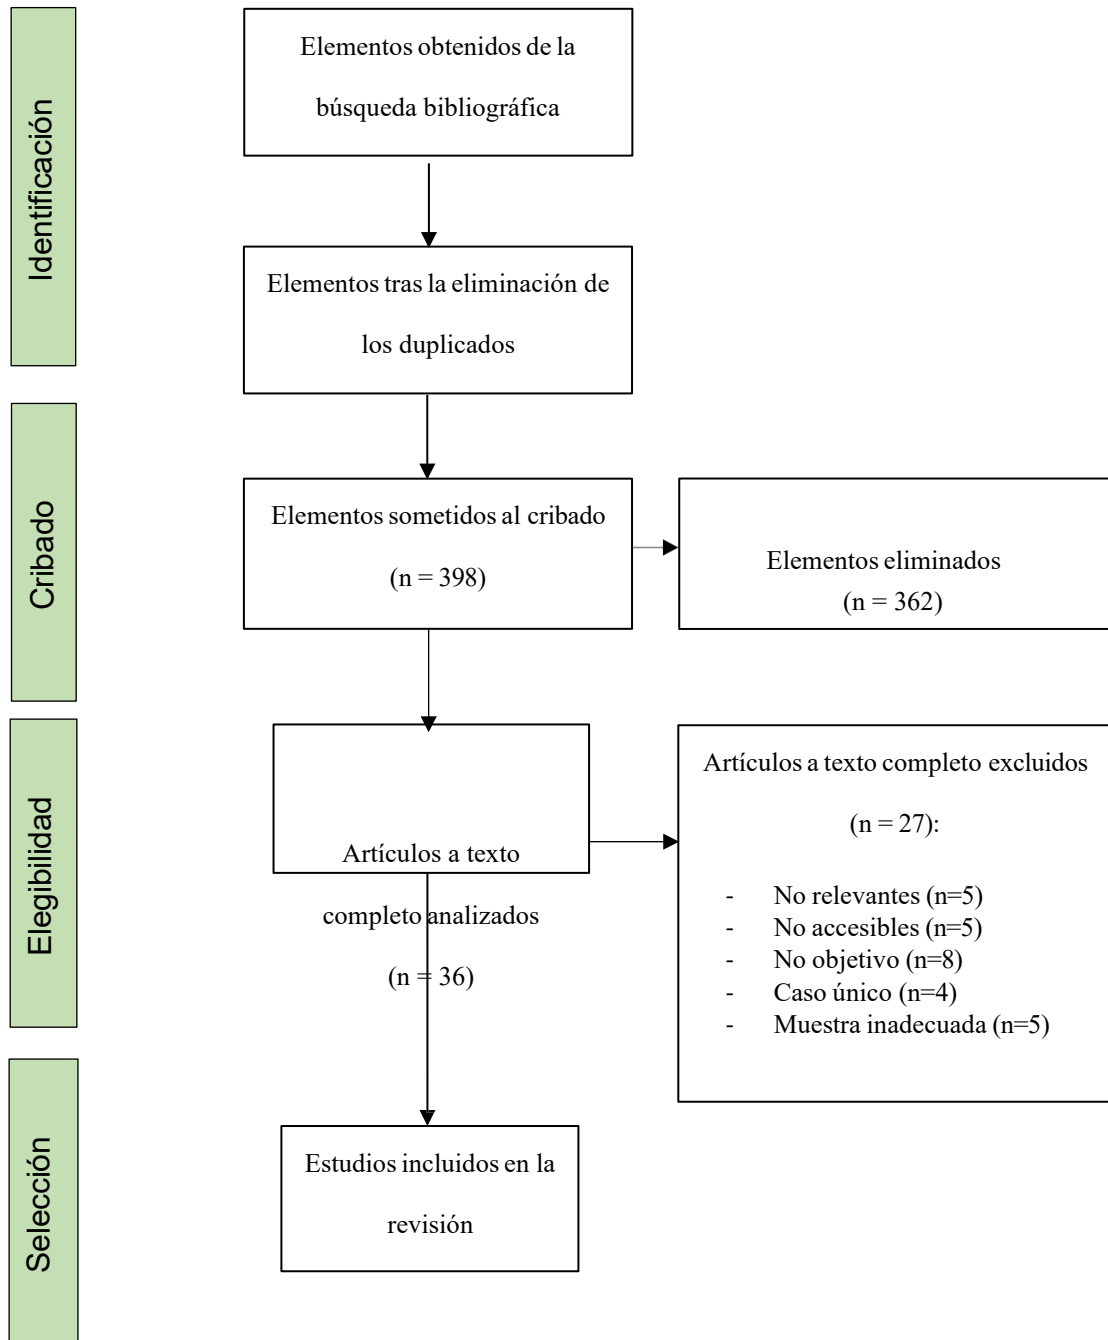 Identificación
Elementos obtenidos de la
búsqueda bibliográfica
Elementos tras la eliminación de
los duplicados
Cribado
Elementos sometidos al cribado
(n = 398)
Elementos eliminados
(n = 362)
Elegibilidad
Artículos a texto
completo analizados
(n = 36)
Artículos a texto completo excluidos
(n = 27):
- No relevantes (n=5)
- No accesibles (n=5)
- No objetivo (n=8)
- Caso único (n=4)
- Muestra inadecuada (n=5)
Selección
Estudios incluidos en la
revisión